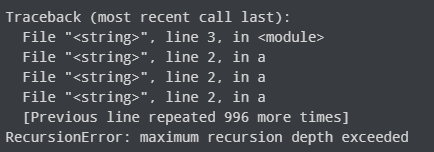 Traceback (most recent call last):
  File "<string>", line 3, in <module>
  File "<string>", line 2, in a
  File "<string>", line 2, in a
  File "<string>", line 2, in a
  [Previous line repeated 996 more times]
RecursionError: maximum recursion depth exceeded